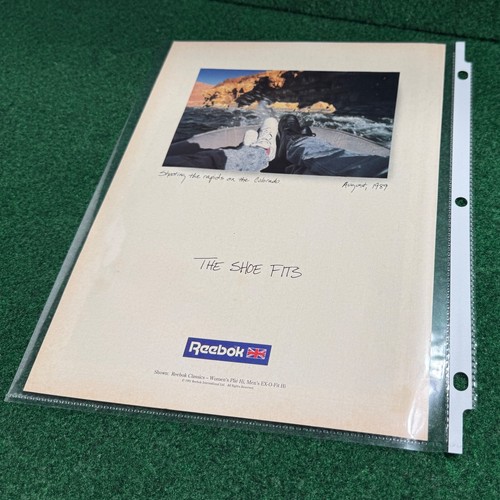 Shooting the rapids on the Colorado
August, 1989
THE SHOE FITS
Reebok
Shown: Reebok Classics - Women's Plié III, Men's EX-O-Fit Hi